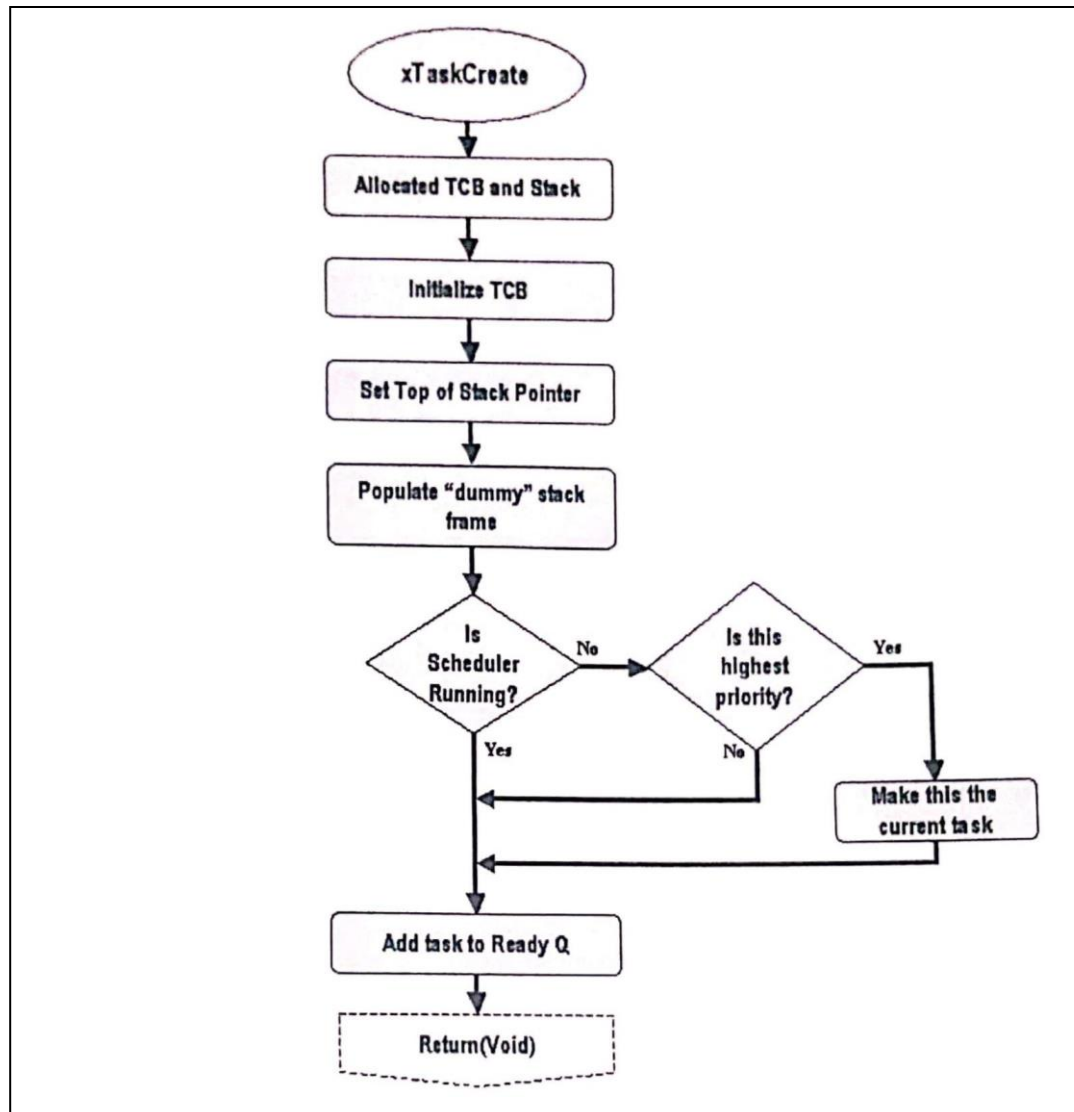 xTaskCreate
Allocated TCB and Stack
Initialize TCB
Set Top of Stack Pointer
Populate “dummy” stack
frame
Is
Scheduler
Running?
No
Is this
highest
priority?
Yes
Yes
No
Make this the
current task
Add task to Ready Q
Return(Void)